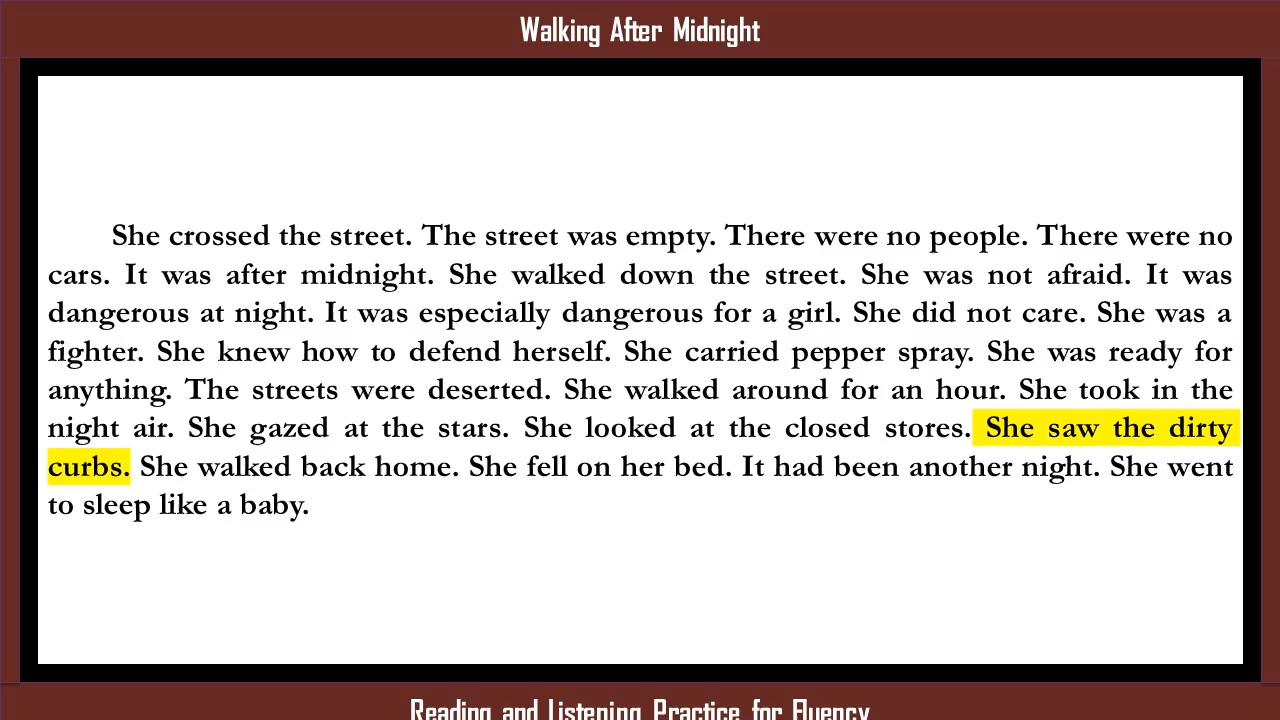 Walking After Midnight
She crossed the street. The street was empty. There were no people. There were no
cars. It was after midnight. She walked down the street. She was not afraid. It was
dangerous at night. It was especially dangerous for a girl. She did not care. She was a
fighter. She knew how to defend herself. She carried pepper spray. She was ready for
anything. The streets were deserted. She walked around for an hour. She took in the
night air. She gazed at the stars. She looked at the closed stores. She saw the dirty
curbs. She walked back home. She fell on her bed. It had been another night. She went
to sleep like a baby.
Reading and Listening Practice for Fluency